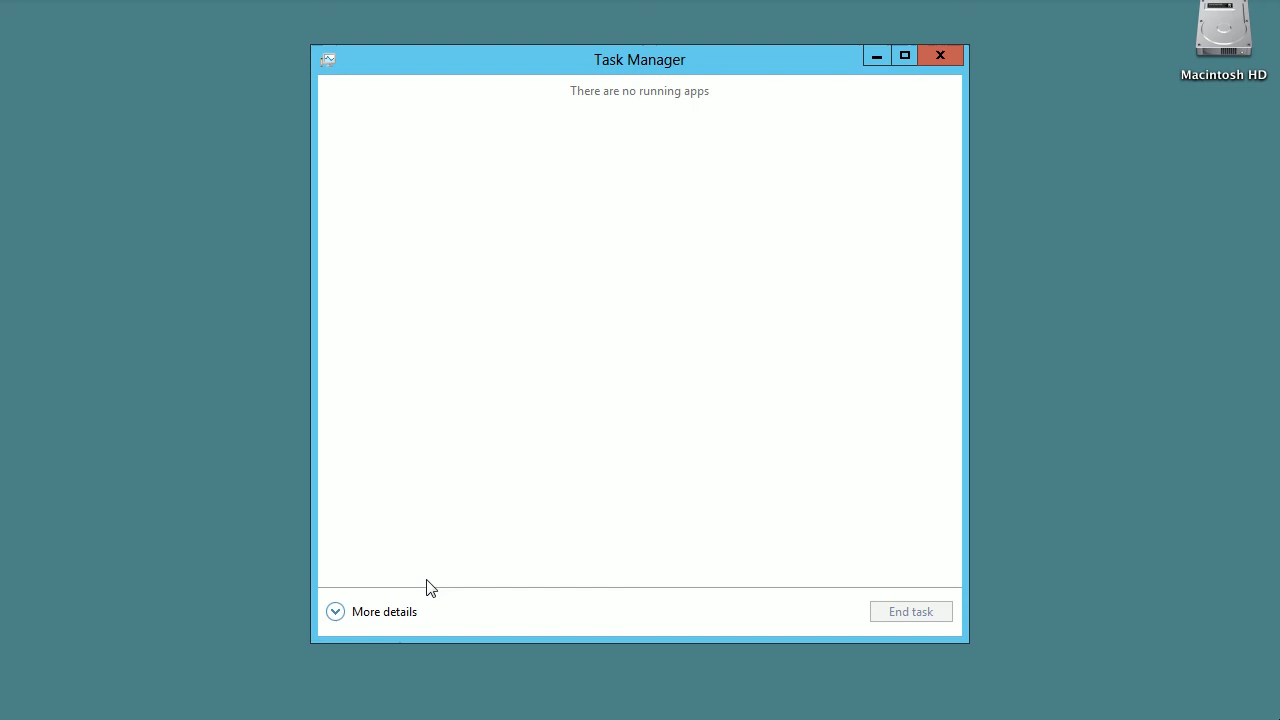 Task Manager
Macintosh HD
There are no running apps
More details
End task